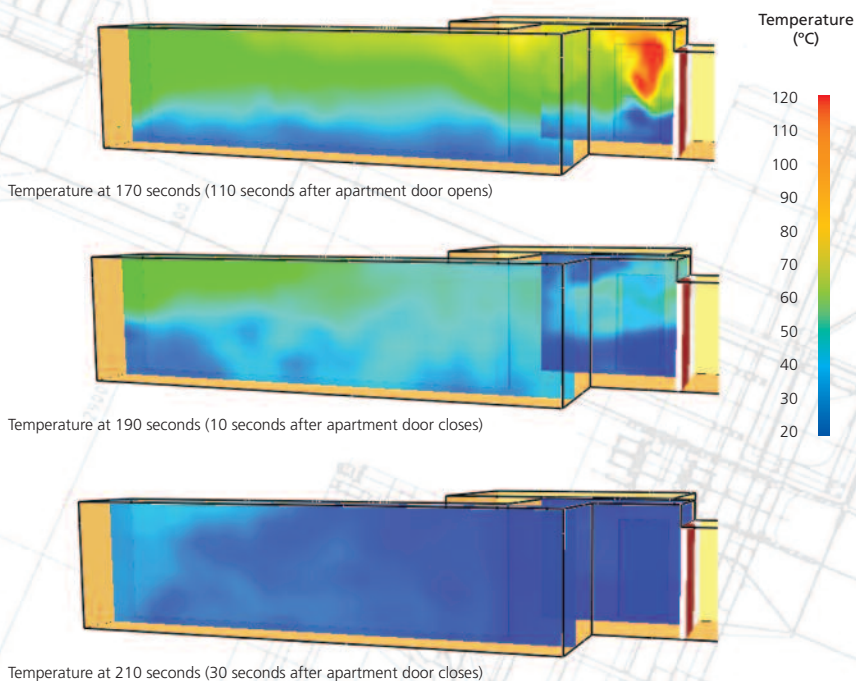 Temperature
(ºC)
120
110
100
90
80
70
60
50
40
30
20
Temperature at 170 seconds (110 seconds after apartment door opens)
Temperature at 190 seconds (10 seconds after apartment door closes)
Temperature at 210 seconds (30 seconds after apartment door closes)